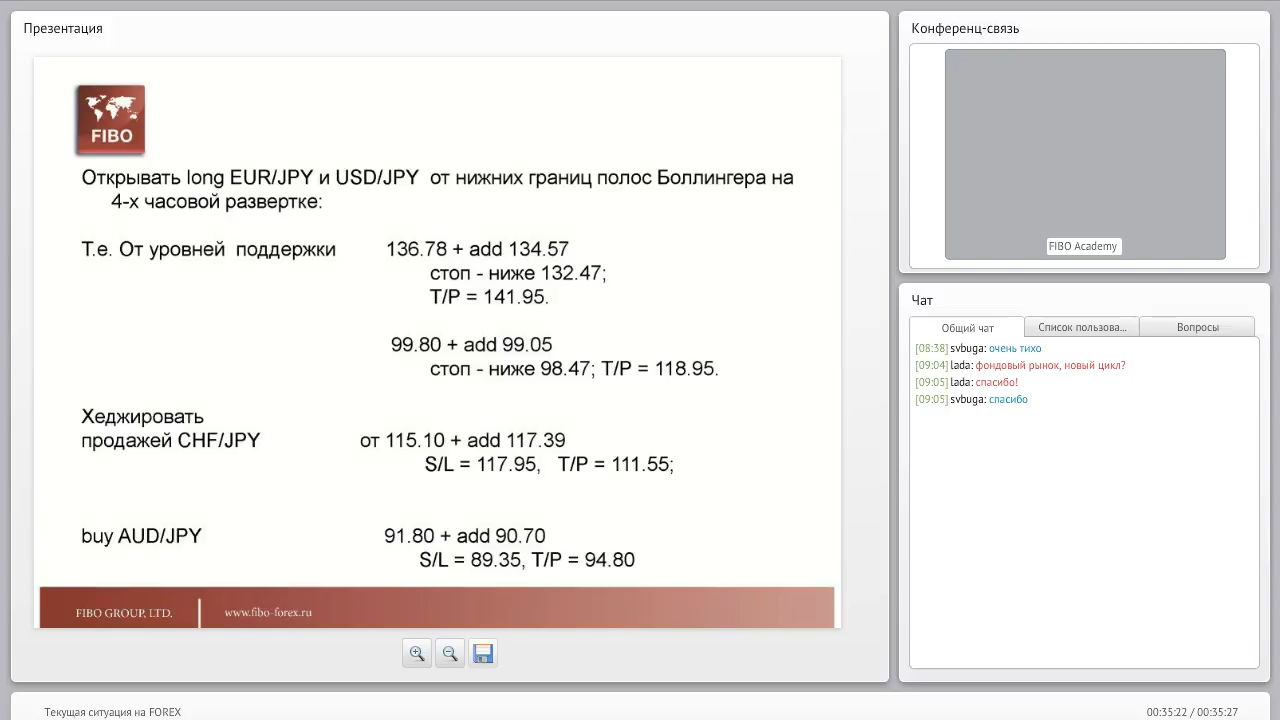 Презентация
FIBO
Открывать long EUR/JPY и USD/JPY от нижних границ полос Боллингера на
4-х часовой развертке:
Т.е. От уровней поддержки 136.78 + add 134.57
стоп - ниже 132.47;
T/P = 141.95.
99.80 + add 99.05
стоп - ниже 98.47; T/P = 118.95.
Хеджировать
продажей CHF/JPY от 115.10 + add 117.39
S/L = 117.95, T/P = 111.55;
buy AUD/JPY 91.80 + add 90.70
S/L = 89.35, T/P = 94.80
FIBO GROUP, LTD. www.fibo-forex.ru
Конференц-связь
FIBO Academy
Чат
Общий чат Список пользова... Вопросы
[08:38] svbuga: очень тихо
[09:04] lada: фондовый рынок, новый цикл?
[09:05] lada: спасибо!
[09:05] svbuga: спасибо
Текущая ситуация на FOREX 00:35:22 / 00:35:27